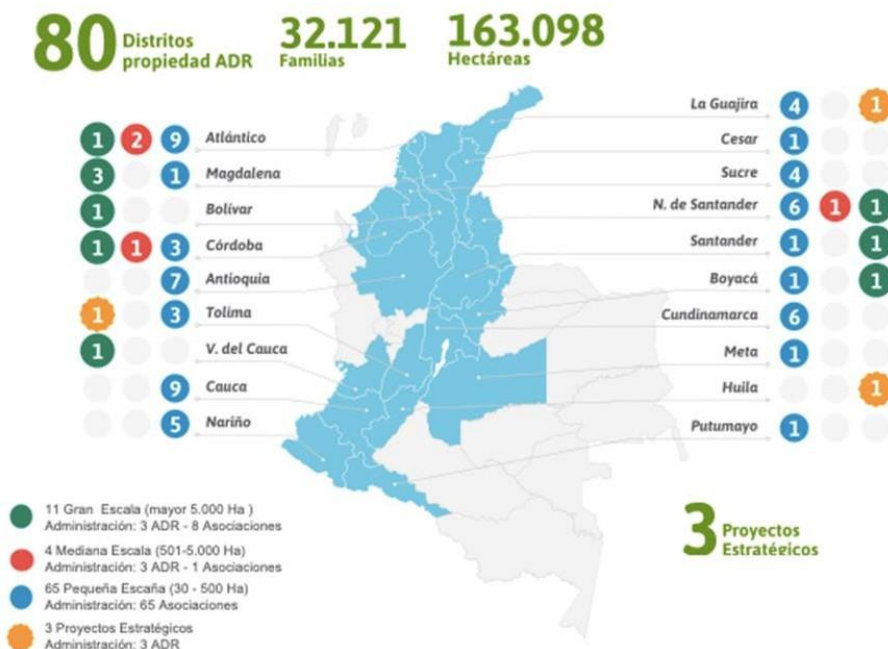 80 Distritos propiedad ADR
32.121 Familias
163.098 Hectáreas
1 2 9 Atlántico
3 1 Magdalena
1 Bolívar
1 1 3 Córdoba
7 Antioquia
1 3 Tolima
1 V. del Cauca
9 Cauca
5 Nariño
La Guajira 4 1
Cesar 1
Sucre 4
N. de Santander 6 1 1
Santander 1 1
Boyacá 1 1
Cundinamarca 6
Meta 1
Huila 1
Putumayo 1
11 Gran Escala (mayor 5.000 Ha )
Administración: 3 ADR - 8 Asociaciones
4 Mediana Escala (501-5.000 Ha)
Administración: 3 ADR - 1 Asociaciones
65 Pequeña Escaña (30 - 500 Ha)
Administración: 65 Asociaciones
3 Proyectos Estratégicos
Administración: 3 ADR
3 Proyectos
Estratégicos